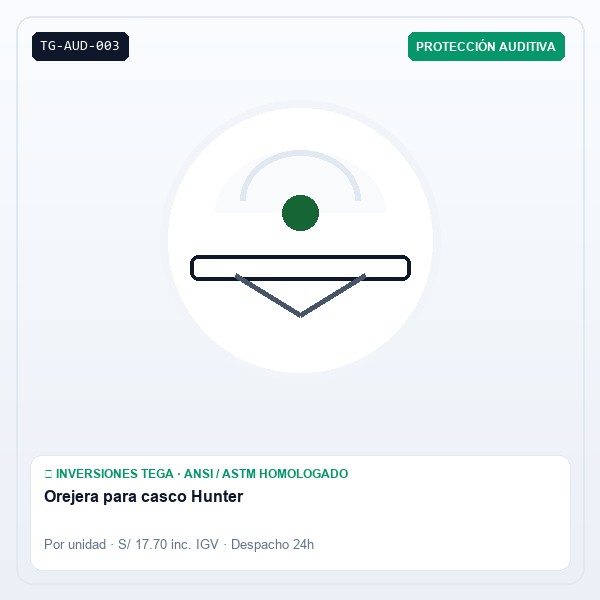 TG-AUD-003
PROTECCIÓN AUDITIVA
INVERSIONES TEGA · ANSI / ASTM HOMOLOGADO
Orejera para casco Hunter
Por unidad · S/ 17.70 inc. IGV · Despacho 24h